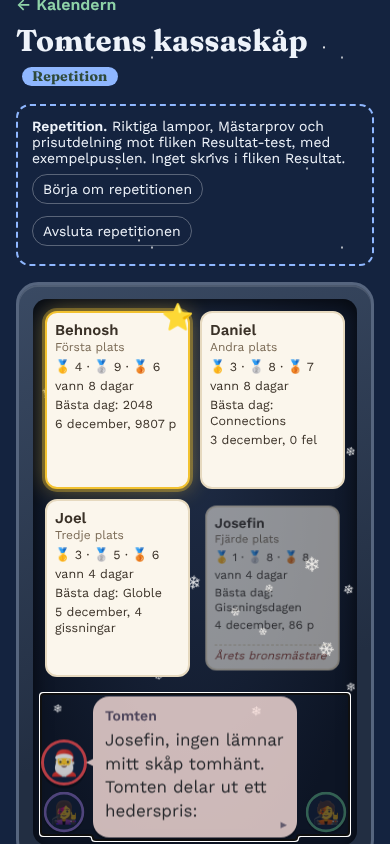 ← Kalendern
Tomtens kassaskåp
Repetition
Repetition. Riktiga lampor, Mästarprov och
prisutdelning mot fliken Resultat-test, med
exempelpusslen. Inget skrivs i fliken Resultat.
Börja om repetitionen
Avsluta repetitionen
Behnosh
Första plats
🥇 4 · 🥈 9 · 🥉 6
vann 8 dagar
Bästa dag: 2048
6 december, 9807 p
Daniel
Andra plats
🥇 3 · 🥈 8 · 🥉 7
vann 8 dagar
Bästa dag:
Connections
3 december, 0 fel
Joel
Tredje plats
🥇 3 · 🥈 5 · 🥉 6
vann 4 dagar
Bästa dag: Globle
5 december, 4
gissningar
Josefin
Fjärde plats
🥇 1 · 🥈 8 · 🥉 8
vann 4 dagar
Bästa dag:
Gissningsdagen
4 december, 86 p
Årets bronsmästare
Tomten
Josefin, ingen lämnar
mitt skåp tomhänt.
Tomten delar ut ett
hederspris: